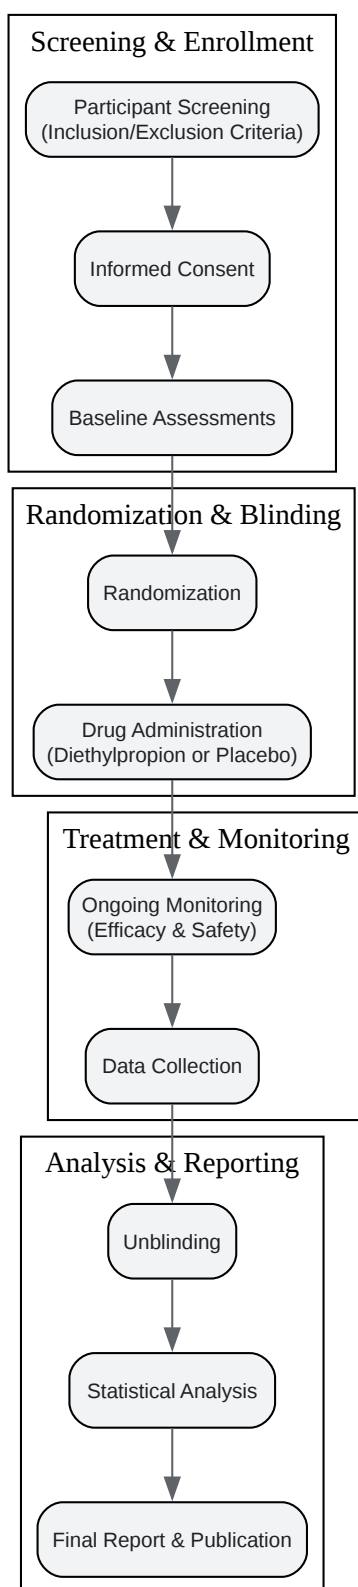 Screening & Enrollment
Participant Screening
(Inclusion/Exclusion Criteria)
Informed Consent
Baseline Assessments
Randomization & Blinding
Randomization
Drug Administration
(Diethylpropion or Placebo)
Treatment & Monitoring
Ongoing Monitoring
(Efficacy & Safety)
Data Collection
Analysis & Reporting
Unblinding
Statistical Analysis
Final Report & Publication